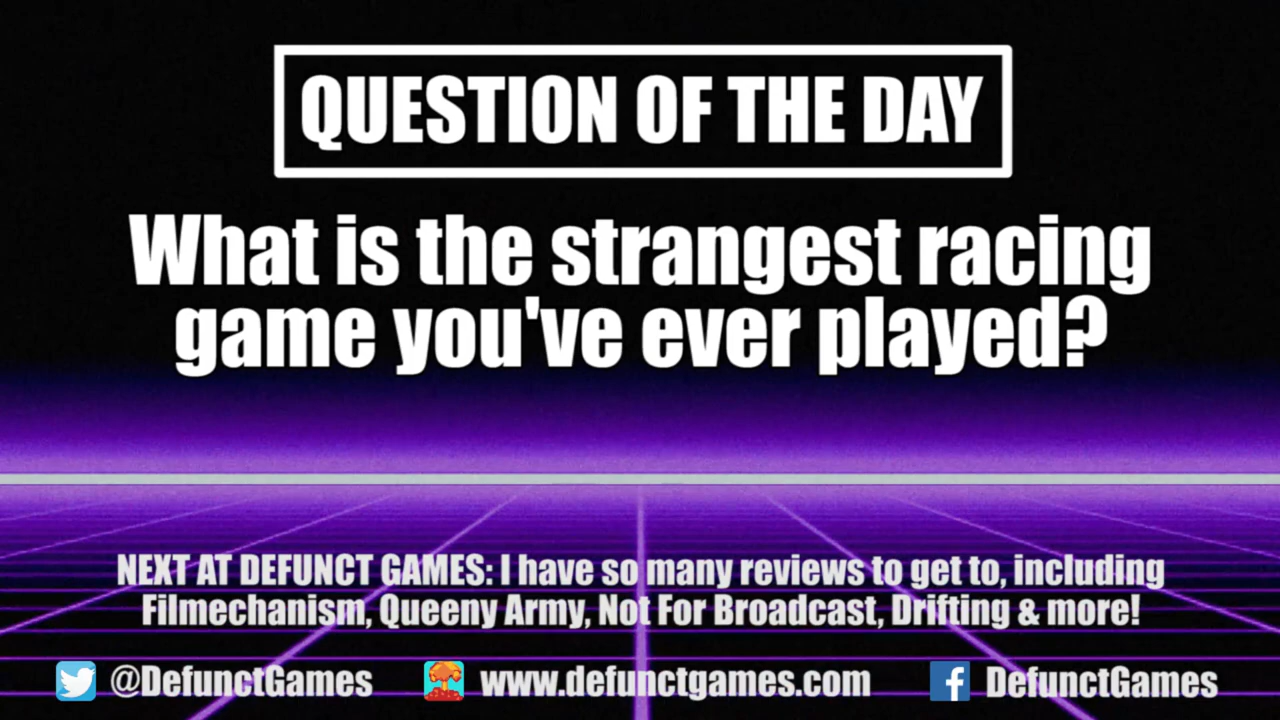 QUESTION OF THE DAY
What is the strangest racing
game you've ever played?
NEXT AT DEFUNCT GAMES: I have so many reviews to get to, including
Filmechanism, Queeny Army, Not For Broadcast, Drifting & more!
@DefunctGames www.defunctgames.com DefunctGames